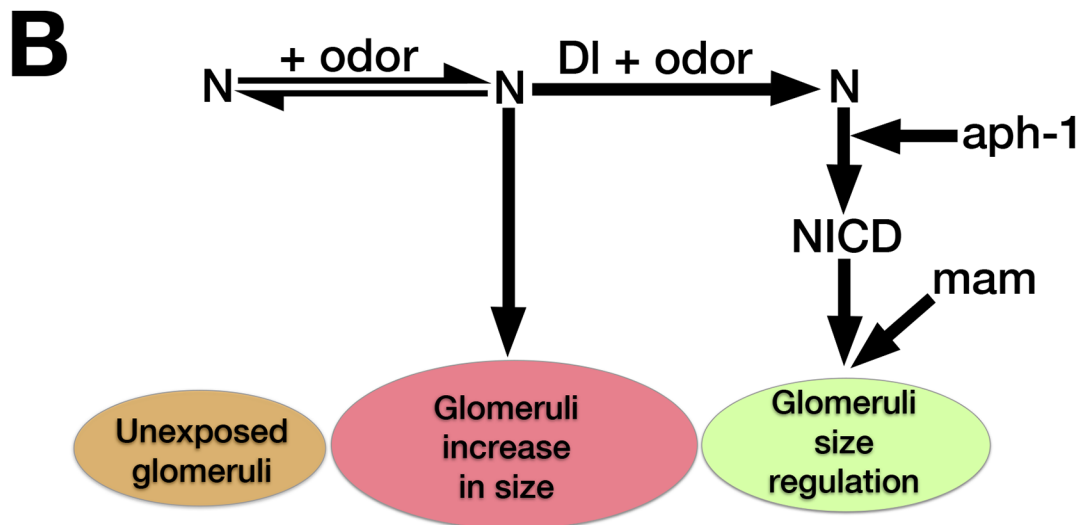 B
+ odor
Dl + odor
N
N
N
aph-1
NICD
mam
Unexposed
glomeruli
Glomeruli
increase
in size
Glomeruli
size
regulation